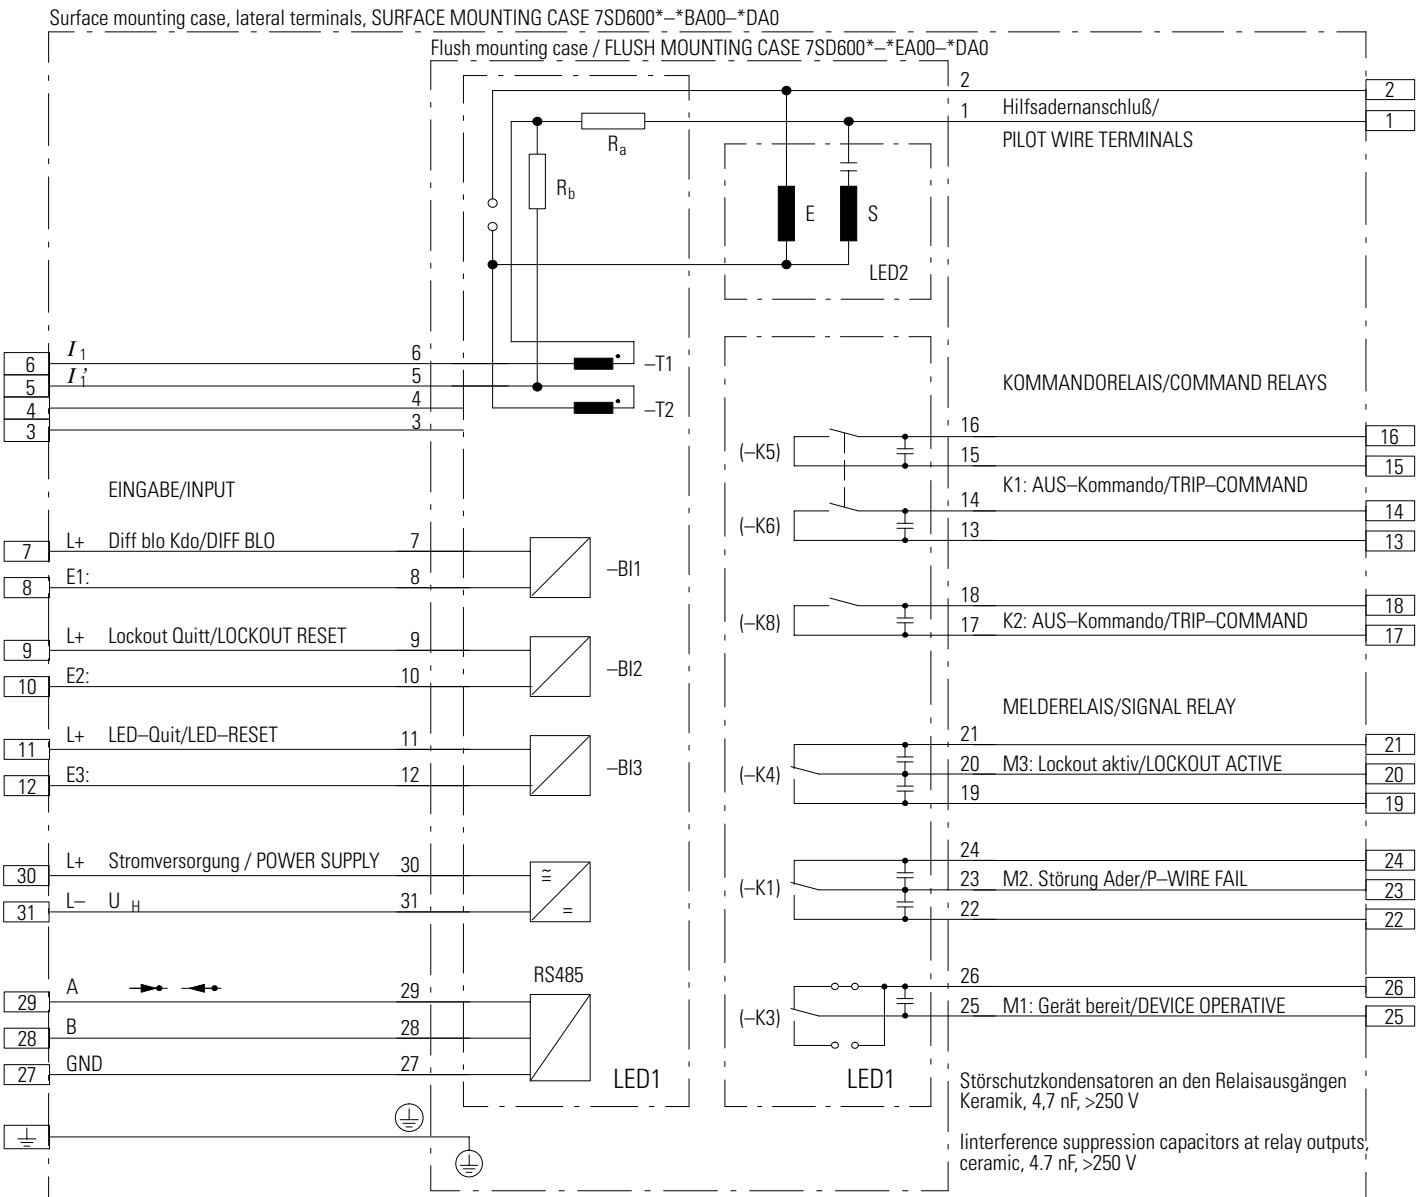 Surface mounting case, lateral terminals, SURFACE MOUNTING CASE 7SD600*–*BA00–*DA0
Flush mounting case / FLUSH MOUNTING CASE 7SD600*–*EA00–*DA0
2 2
1 Hilfsadernanschluß/ 1
PILOT WIRE TERMINALS
Ra
Rb
E S
LED2
6 I1 6
–T1
5 I1’ 5
4 4
–T2
3 3
KOMMANDORELAIS/COMMAND RELAYS
(–K5) 16 16
15 15
K1: AUS–Kommando/TRIP–COMMAND
(–K6) 14 14
13 13
EINGABE/INPUT
7 L+ Diff blo Kdo/DIFF BLO 7
–BI1
8 E1: 8
(–K8) 18 18
17 K2: AUS–Kommando/TRIP–COMMAND 17
9 L+ Lockout Quitt/LOCKOUT RESET 9
–BI2
10 E2: 10
MELDERELAIS/SIGNAL RELAY
11 L+ LED–Quit/LED–RESET 11
–BI3
12 E3: 12
21 21
(–K4) 20 M3: Lockout aktiv/LOCKOUT ACTIVE 20
19 19
30 L+ Stromversorgung / POWER SUPPLY 30
≅
=
31 L– U H 31
24 24
(–K1) 23 M2. Störung Ader/P–WIRE FAIL 23
22 22
RS485
29 A 29
28 B 28
27 GND 27
LED1
26 26
(–K3) 25 M1: Gerät bereit/DEVICE OPERATIVE 25
LED1
Störschutzkondensatoren an den Relaisausgängen
Keramik, 4,7 nF, >250 V
Iinterference suppression capacitors at relay outputs,
ceramic, 4.7 nF, >250 V